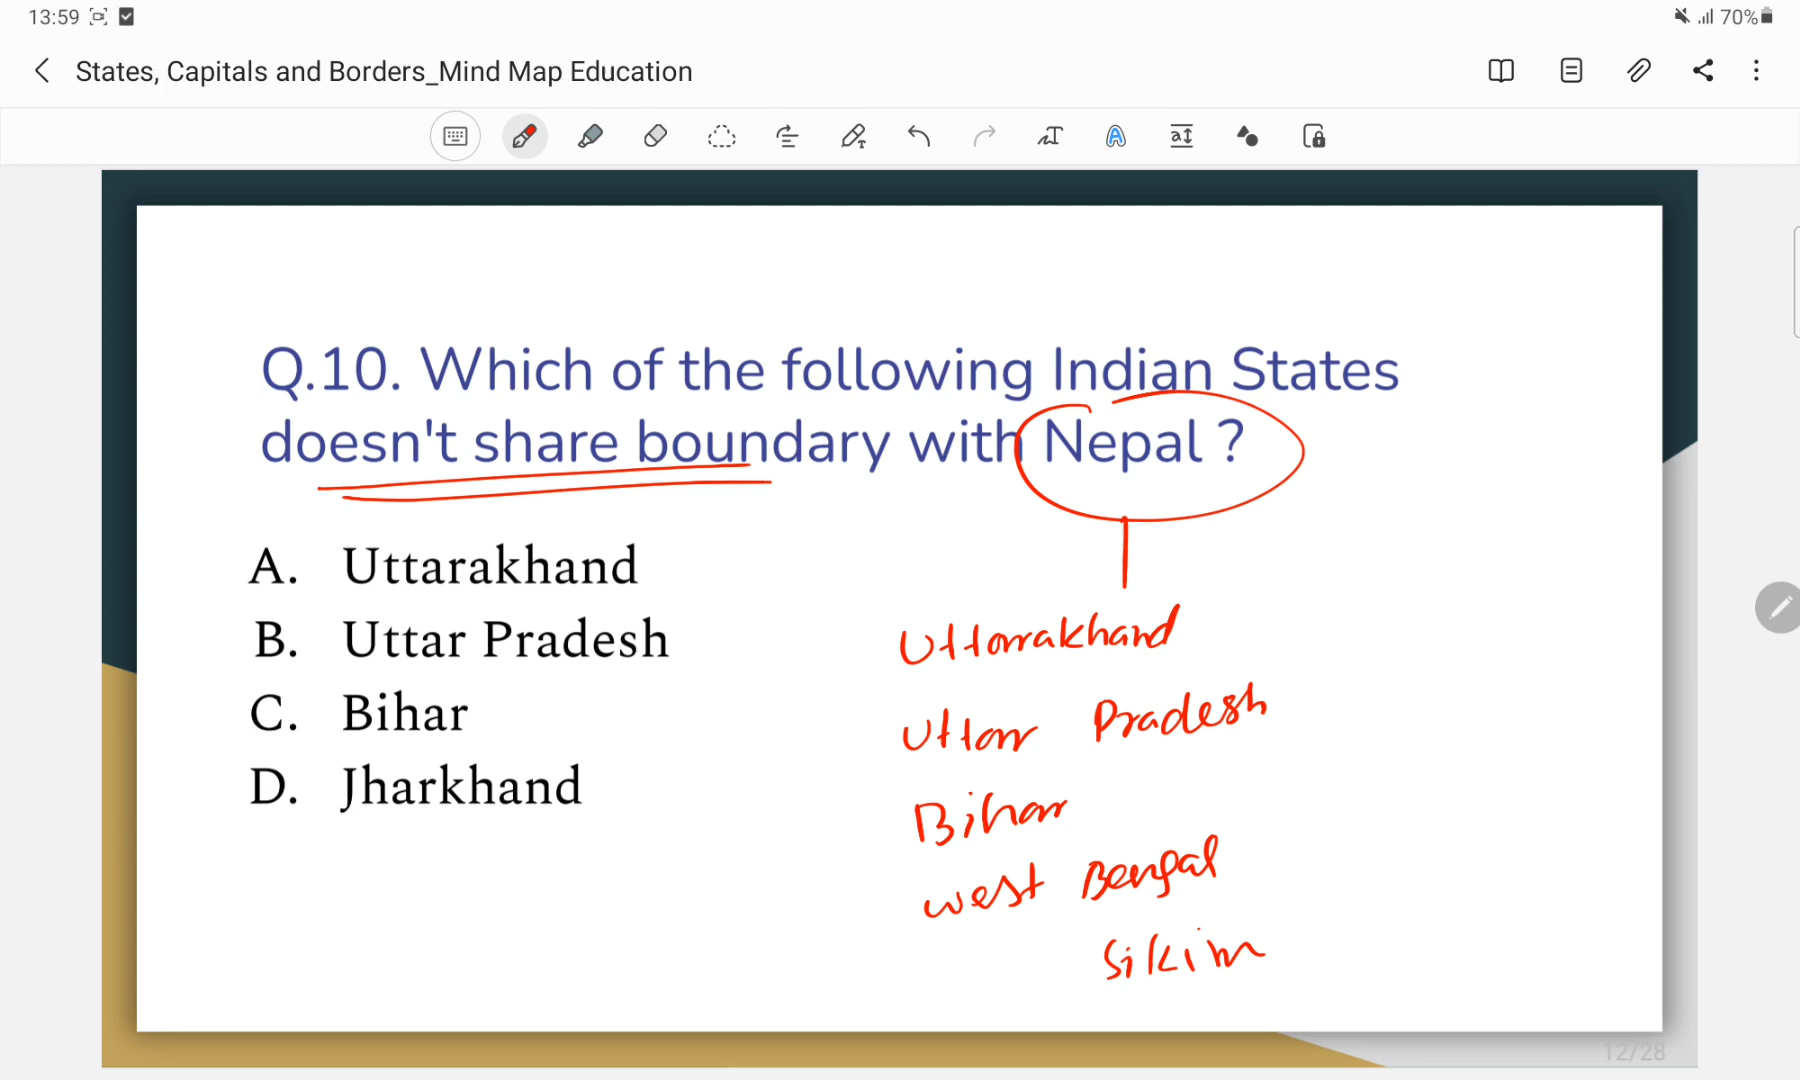 13:59
70%
States, Capitals and Borders_Mind Map Education
Q.10. Which of the following Indian States
doesn't share boundary with Nepal ?
A. Uttarakhand
B. Uttar Pradesh
C. Bihar
D. Jharkhand
Uttarrakhand
Uttar Pradesh
Bihar
West Bengal
Sikim
12/28